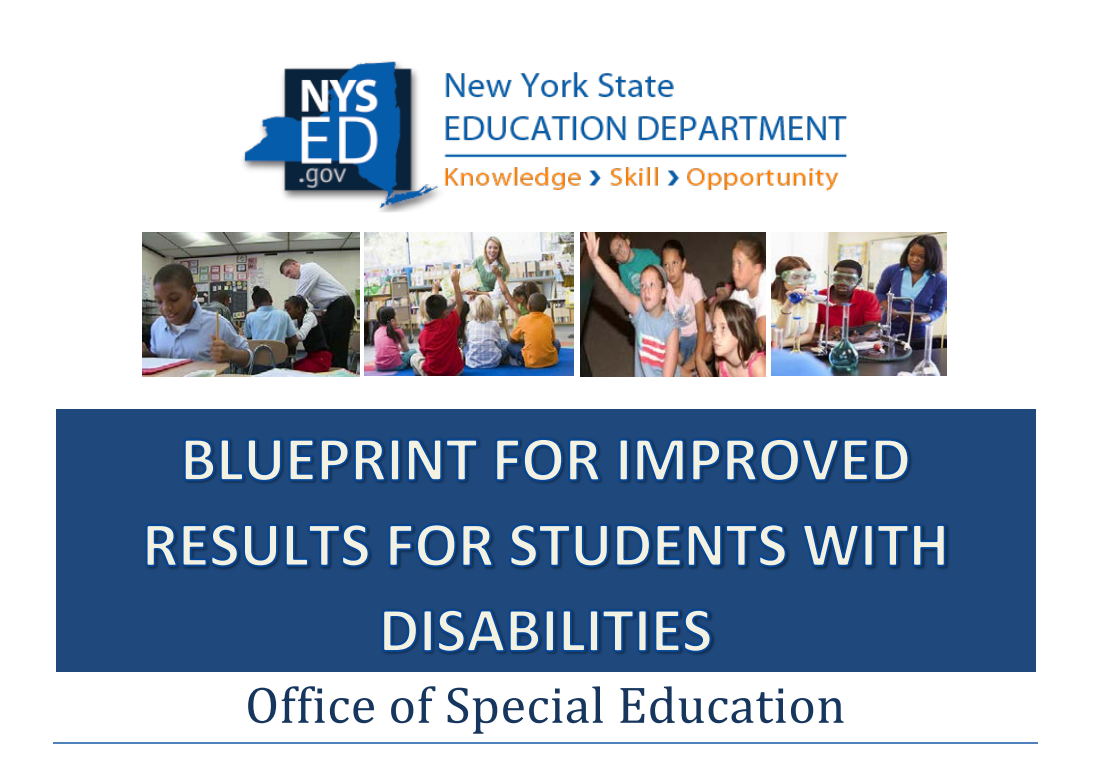 NYS
ED
.gov
New York State
EDUCATION DEPARTMENT
Knowledge › Skill › Opportunity
BLUEPRINT FOR IMPROVED
RESULTS FOR STUDENTS WITH
DISABILITIES
Office of Special Education